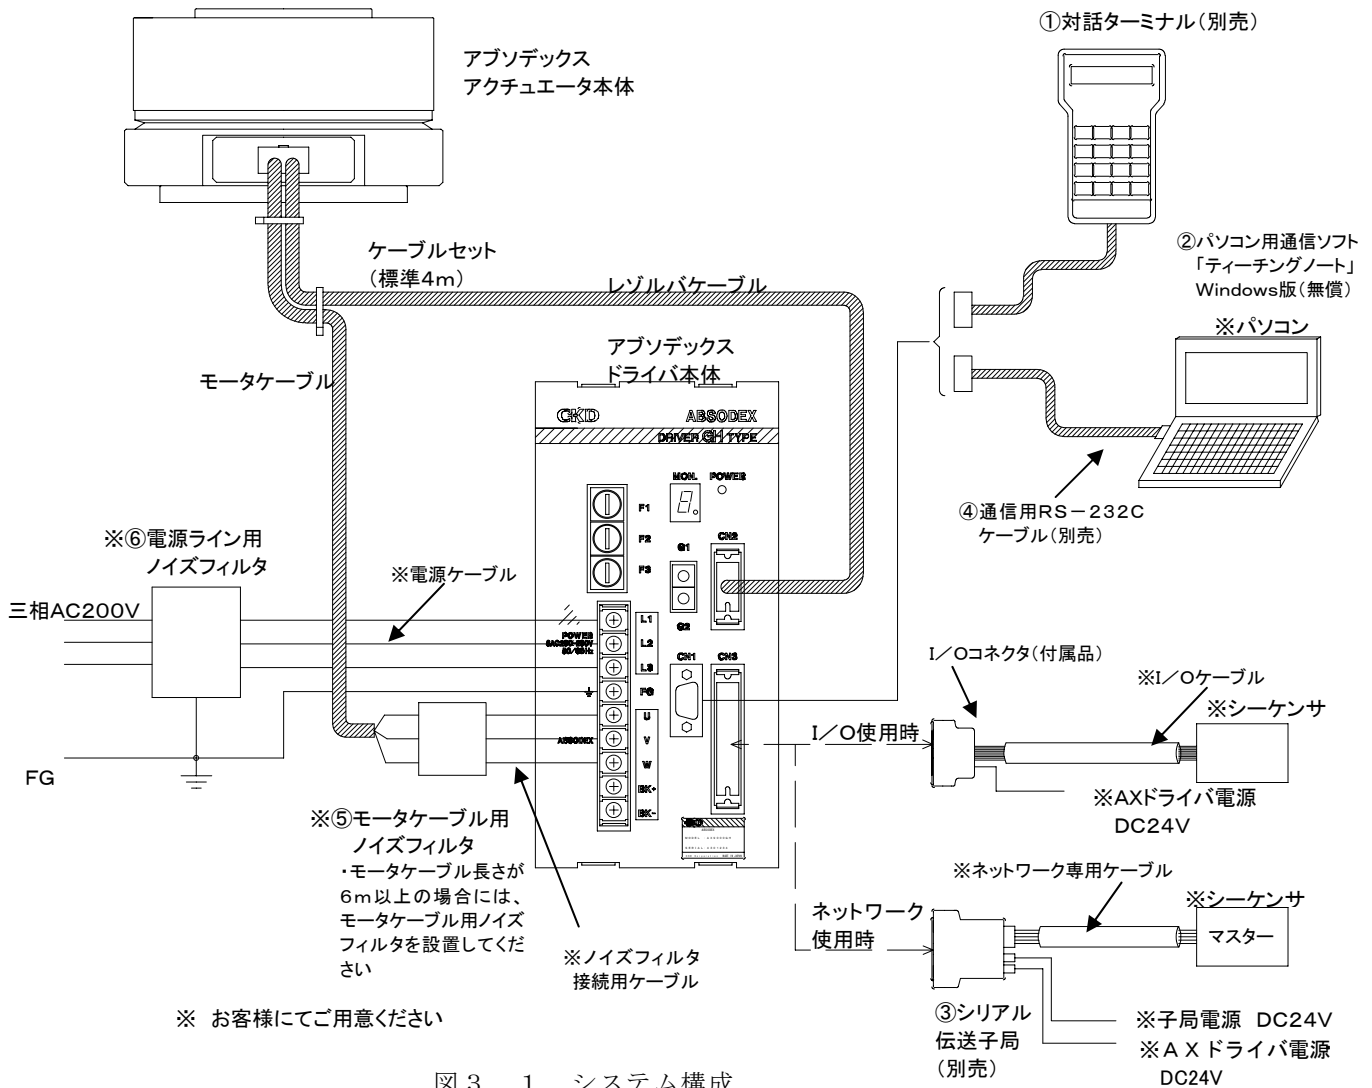 ①対話ターミナル(別売)
アブソデックス
アクチュエータ本体
②パソコン用通信ソフト
「ティーチングノート」
Windows版(無償)
ケーブルセット
(標準4m)
レゾルバケーブル
※パソコン
アブソデックス
ドライバ本体
モータケーブル
CKD
ABSODEX
DRIVER GH TYPE
MON.
POWER
F1
F2
F3
G1
G2
CN2
④通信用RS-232C
ケーブル(別売)
※⑥電源ライン用
ノイズフィルタ
※電源ケーブル
三相AC200V
POWER
50/60Hz
L1
L2
L3
FG
U
V
W
BK+
BK-
ABSODEX
CN1
CN3
I/Oコネクタ(付属品)
※I/Oケーブル
※シーケンサ
I/O使用時
※AXドライバ電源
DC24V
FG
※⑤モータケーブル用
ノイズフィルタ
・モータケーブル長さが
6m以上の場合には、
モータケーブル用ノイズ
フィルタを設置してくだ
さい
※ノイズフィルタ
接続用ケーブル
※ネットワーク専用ケーブル
※シーケンサ
マスター
ネットワーク
使用時
③シリアル
伝送子局
(別売)
※子局電源 DC24V
※AXドライバ電源
DC24V
※ お客様にてご用意ください
図3. 1 システム構成